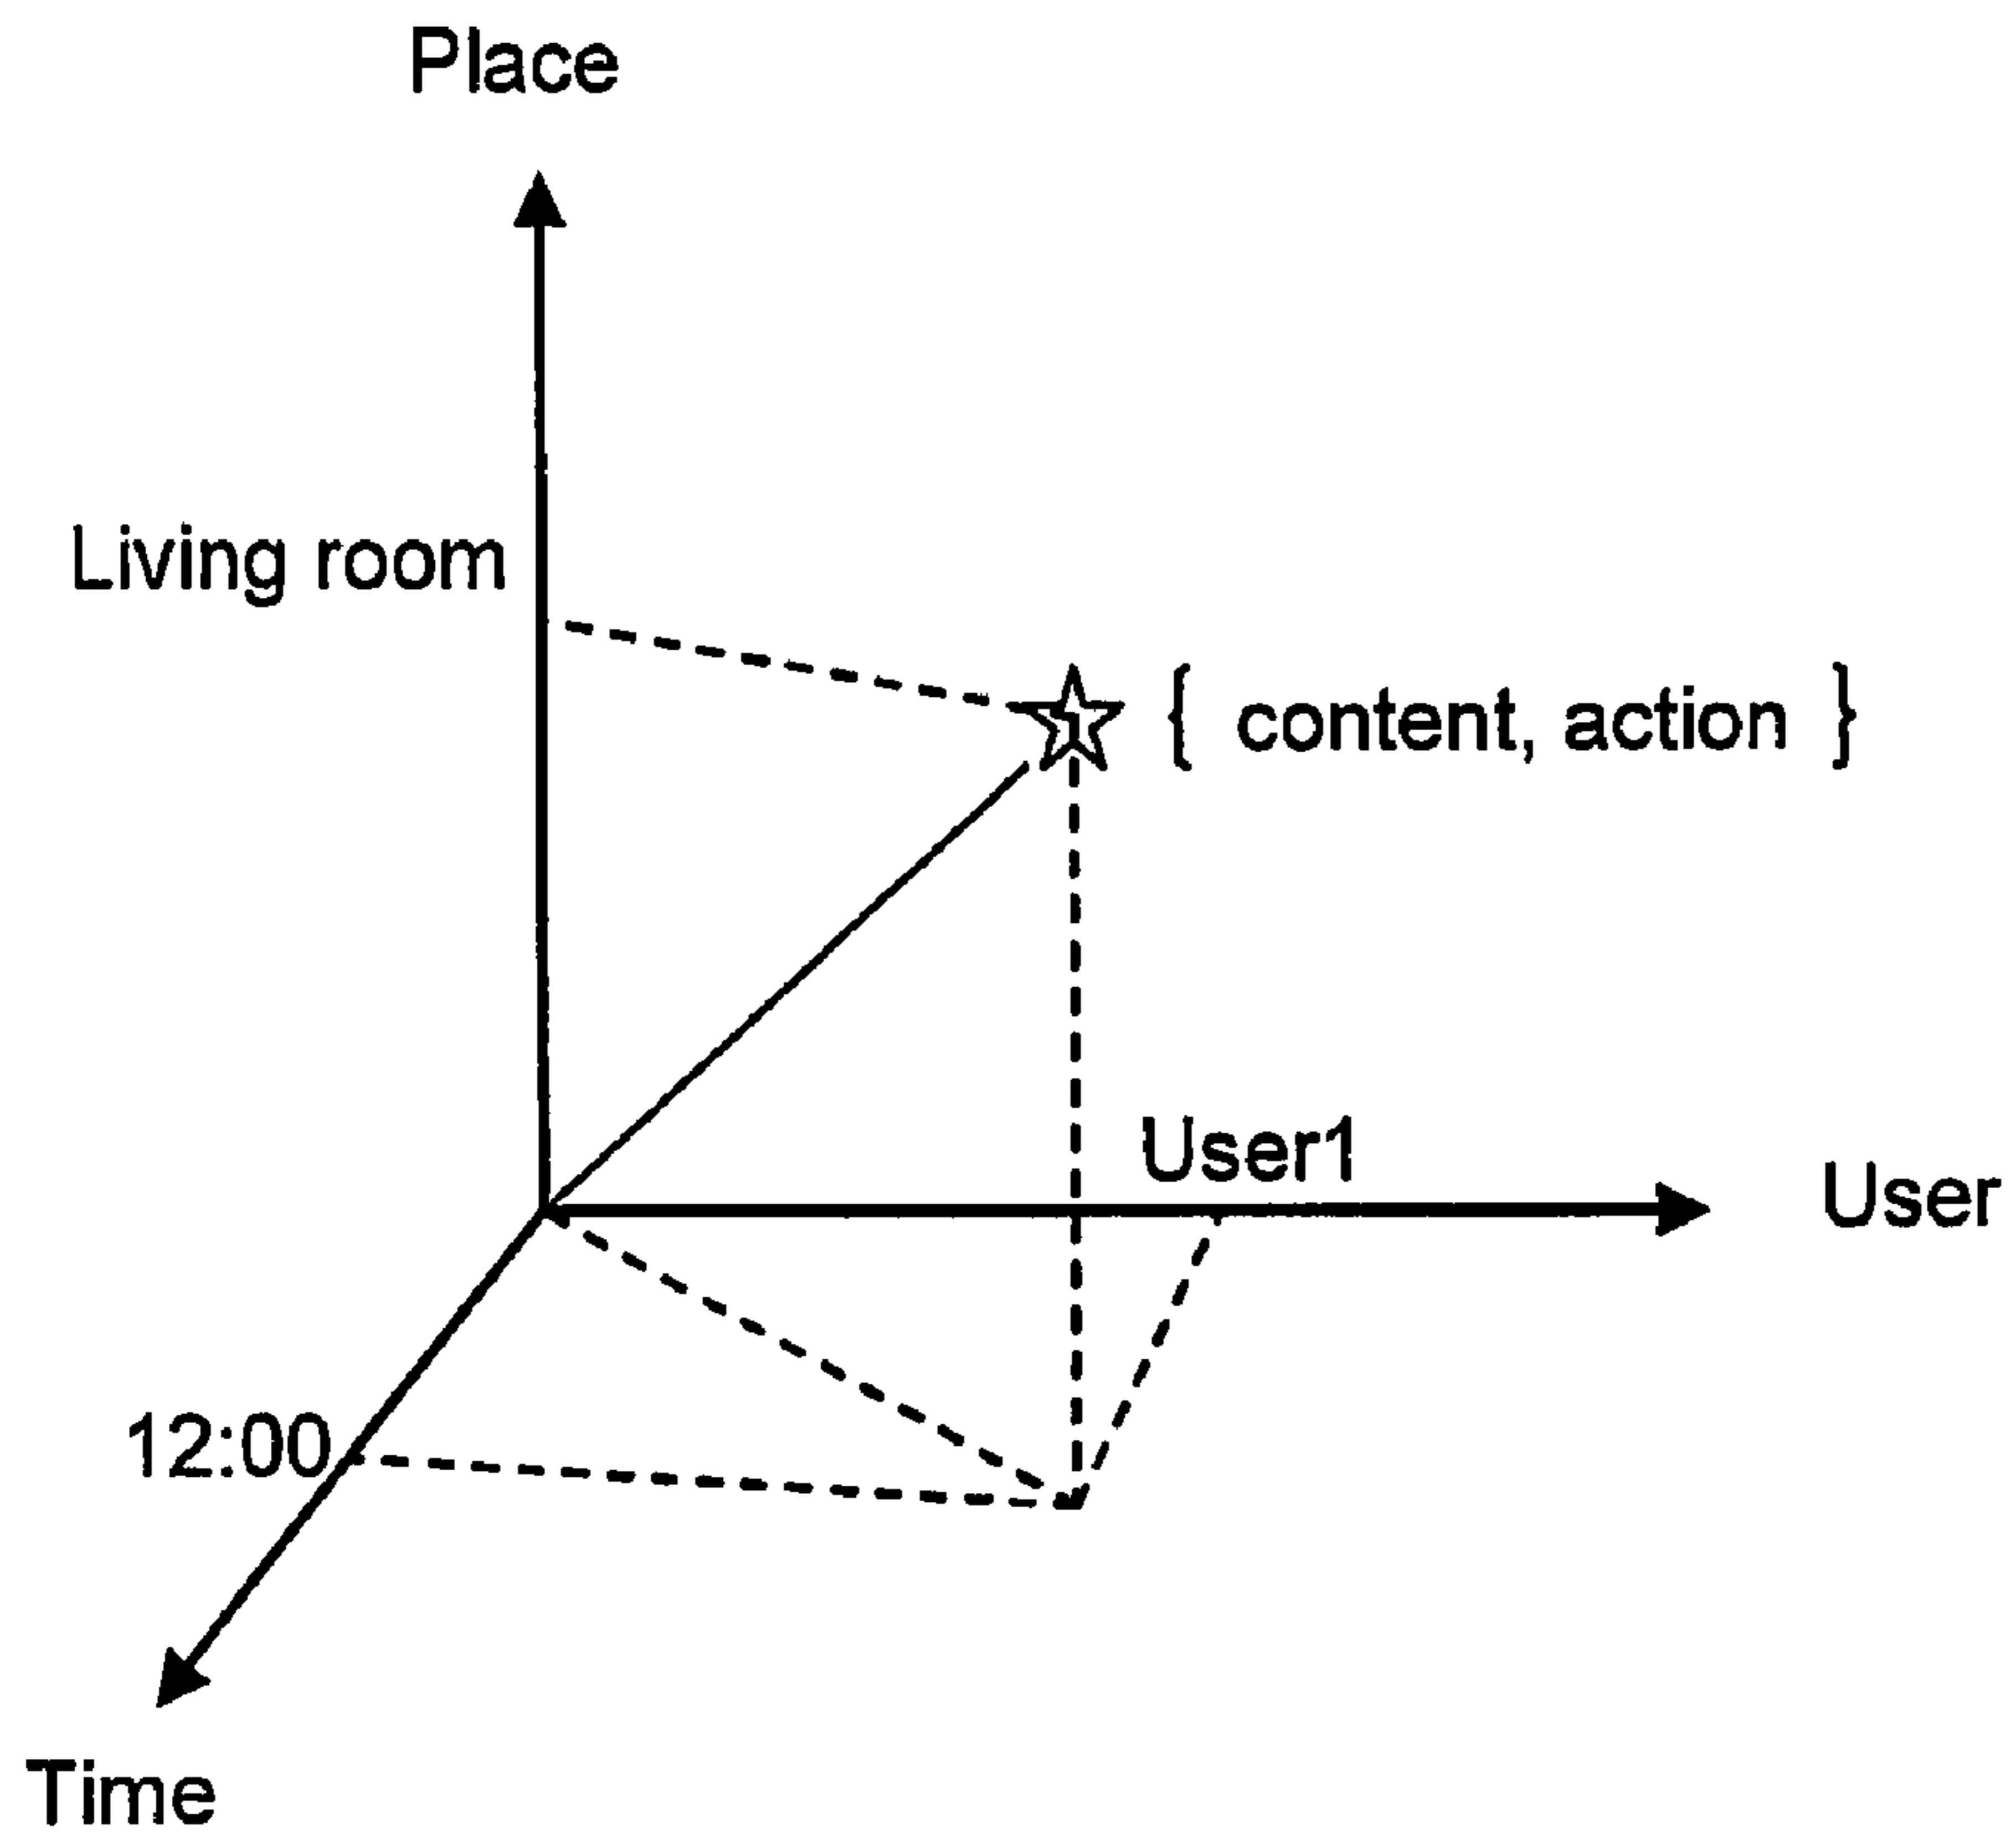 Place
Living room
{ content, action }
User1
User
12:00
Time